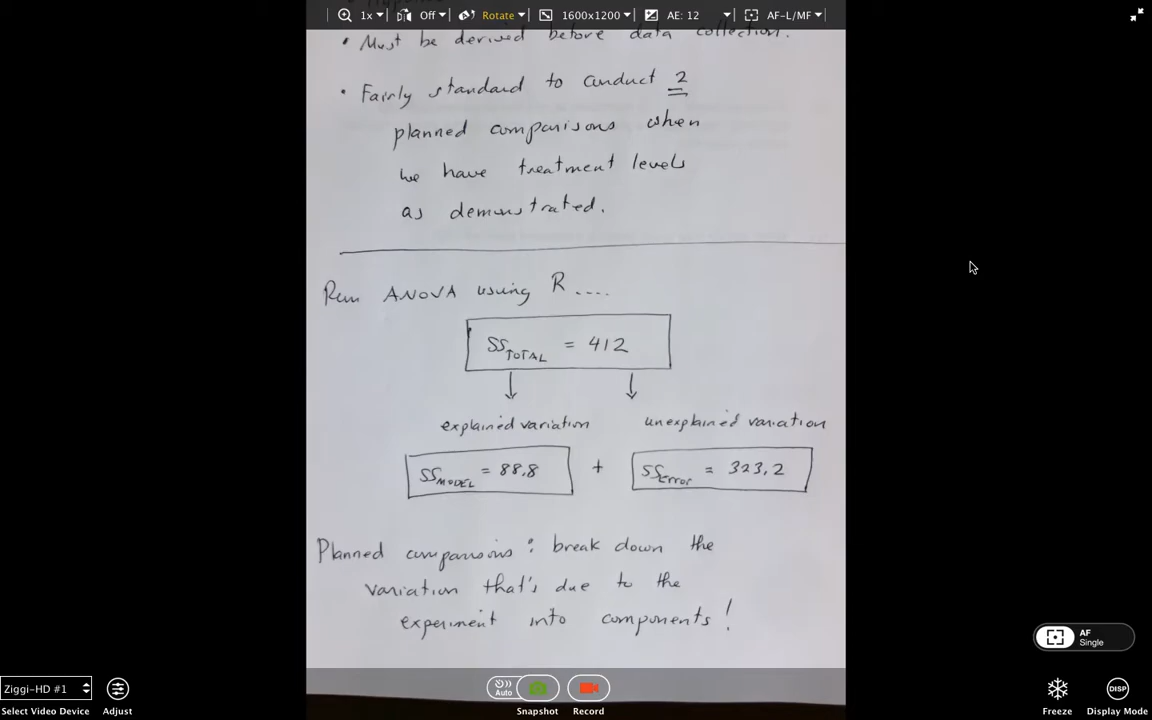 1x
Off
Rotate
1600x1200
AE: 12
AF-L/MF
• Must be derived before data collection.
• Fairly standard to conduct 2
planned comparisons when
we have treatment levels
as demonstrated.
Run ANOVA using R....
SSTOTAL = 412
explained variation
unexplained variation
SSMODEL = 88.8
+
SSError = 323.2
Planned comparisons: break down the
variation that's due to the
experiment into components!
AF
Single
Ziggi-HD #1
Auto
DISP
Select Video Device
Adjust
Snapshot
Record
Freeze
Display Mode